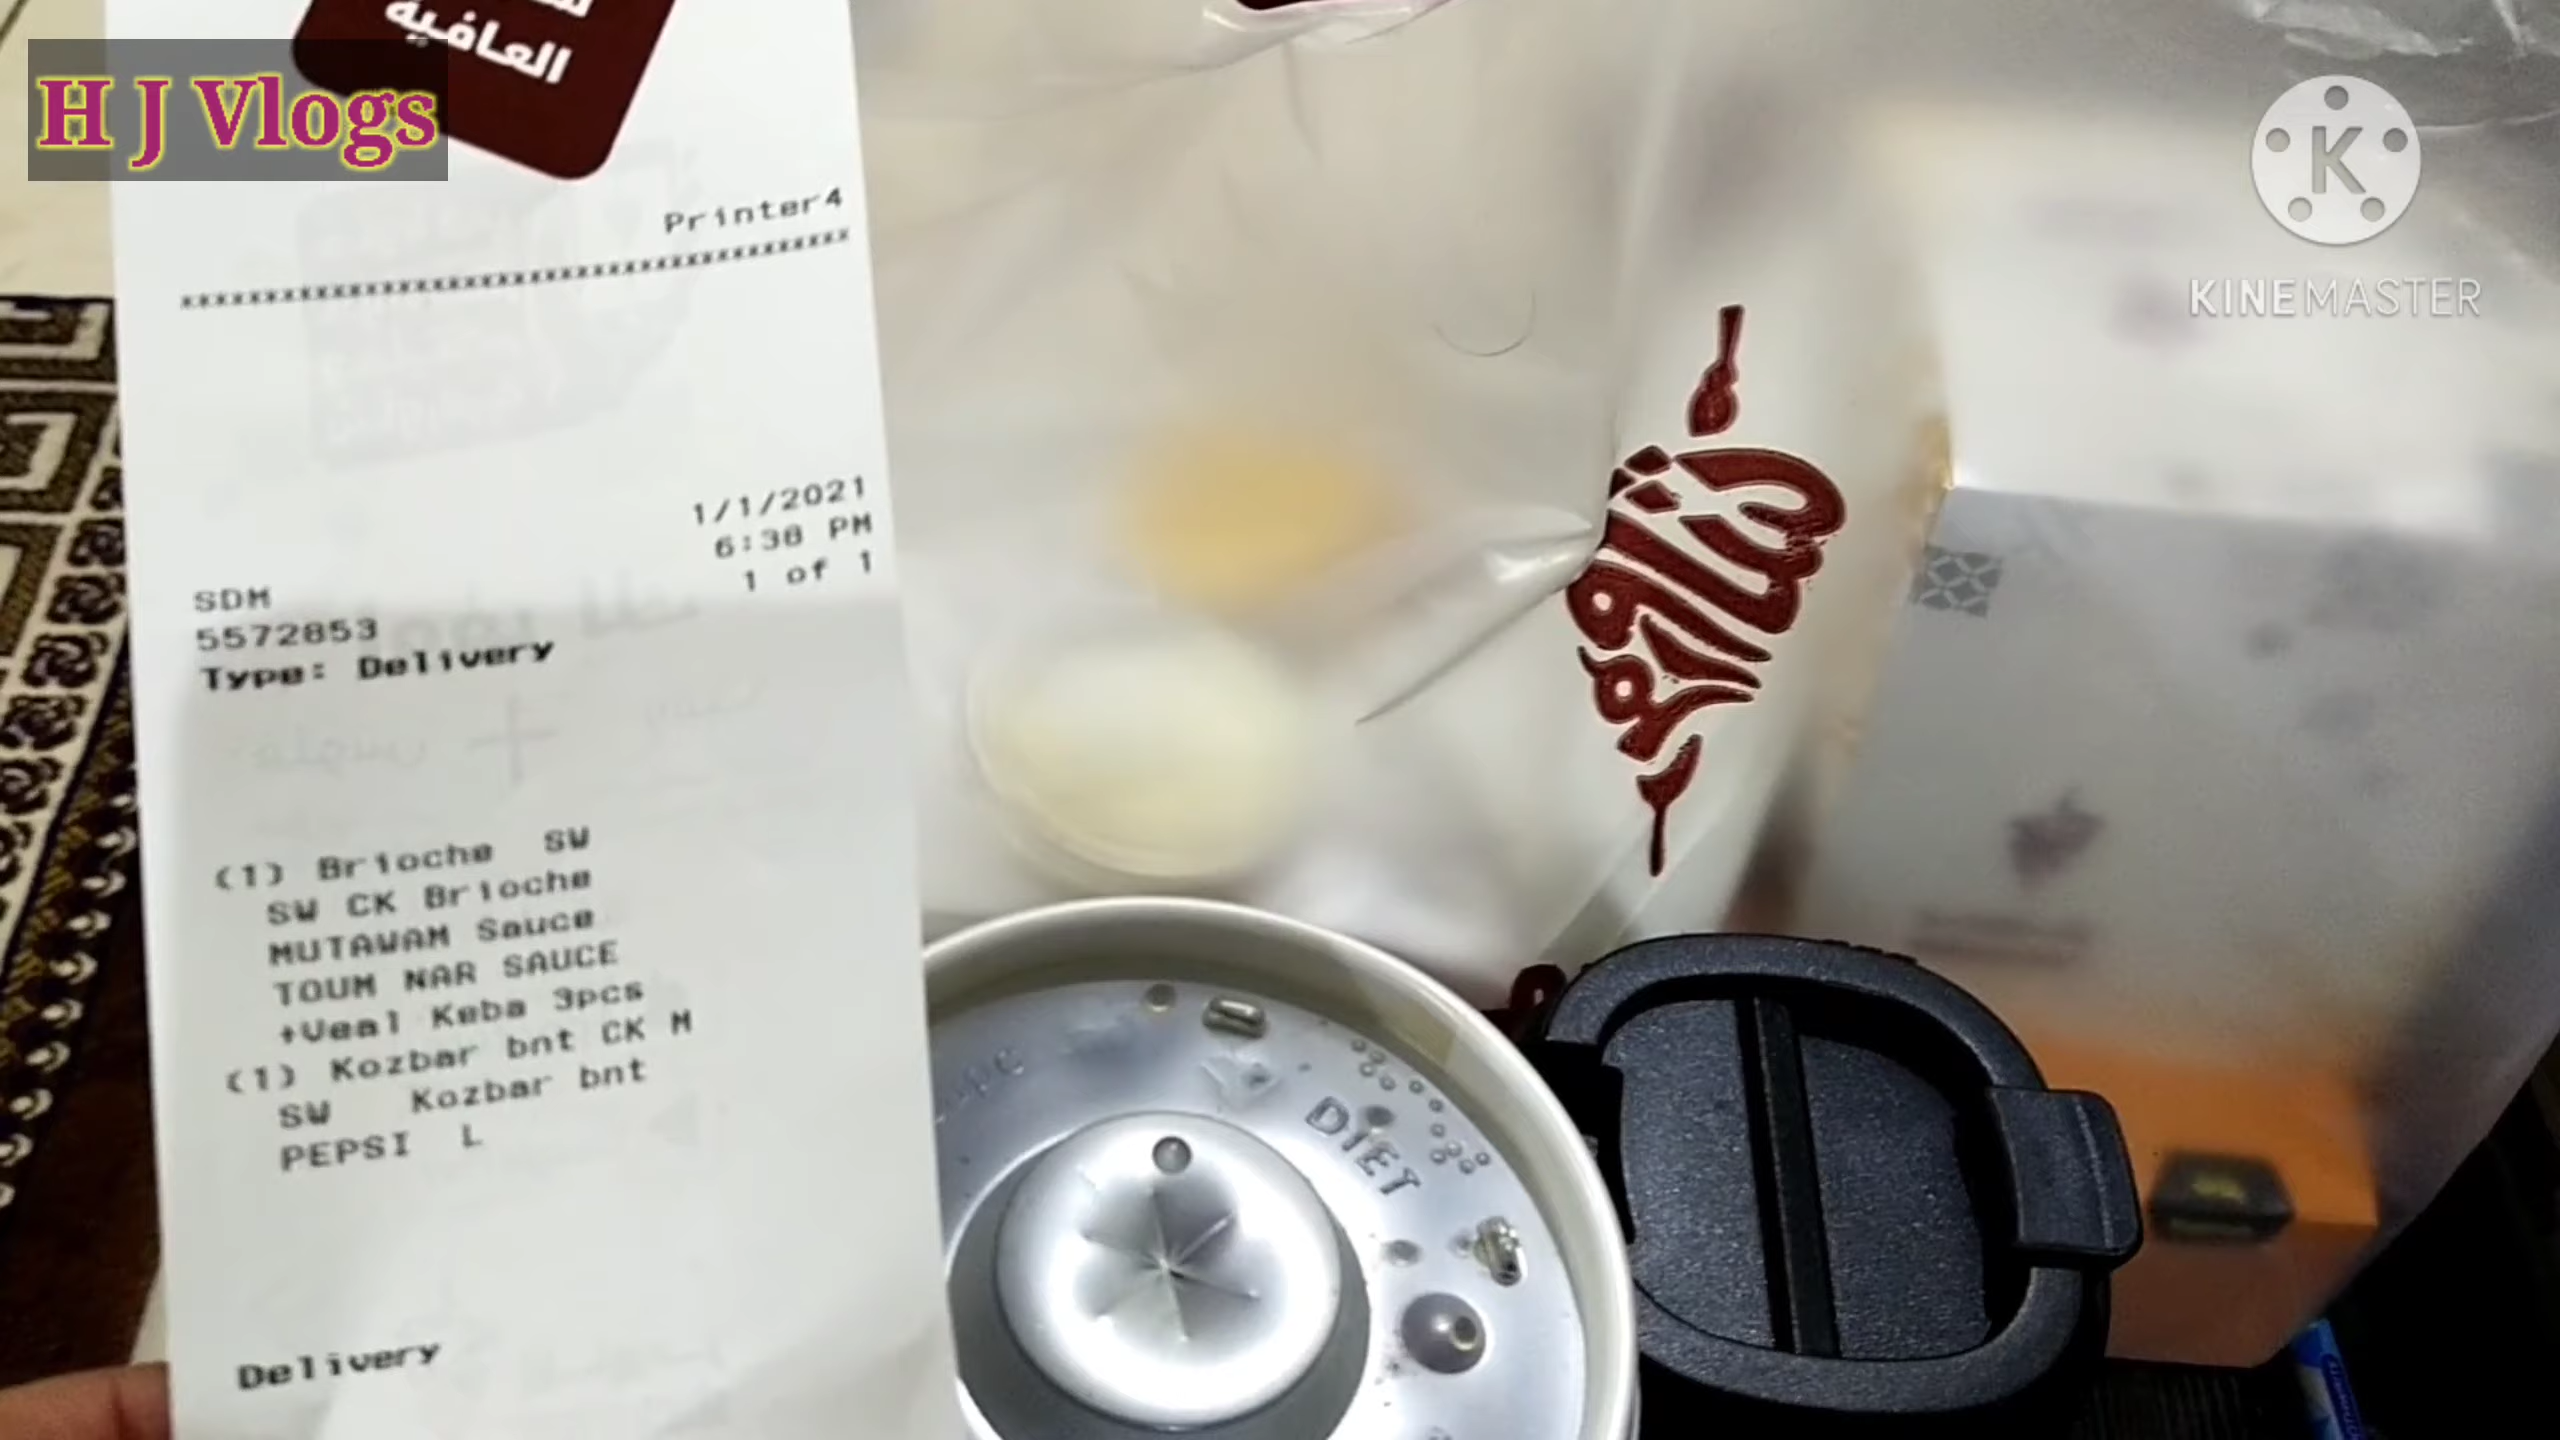 العافية
H J Vlogs
KINEMASTER
Printer4
xxxxxxxxxxxxxxxxxxxxxxxxxxxxxxxxxxxxxxxx
1/1/2021
6:38 PM
1 of 1
SDM
5572853
Type: Delivery
(1) Brioche SW
SW CK Brioche
MUTAWAM Sauce
TOUM NAR SAUCE
+Veal Keba 3pcs
(1) Kozbar bnt CK M
SW Kozbar bnt
PEPSI L
Delivery
DIET